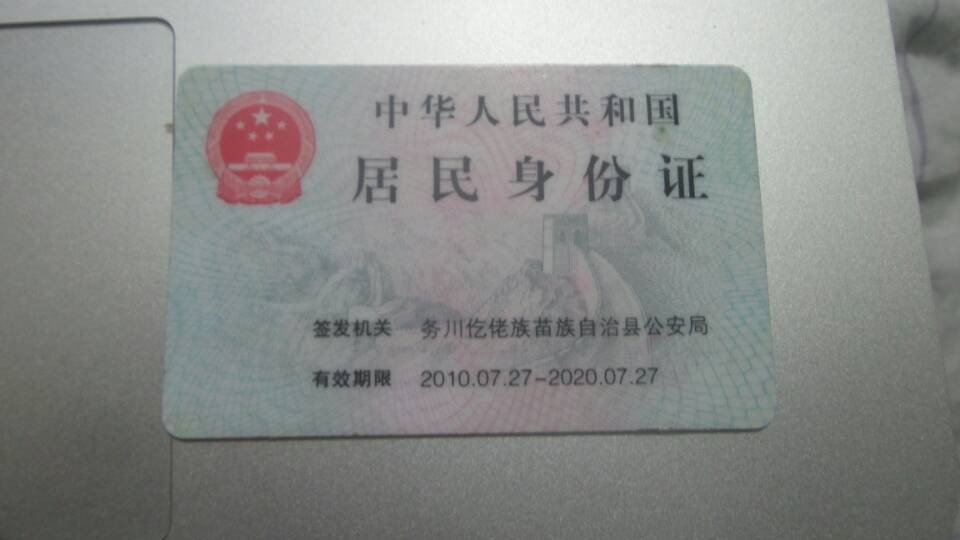 中华人民共和国
居民身份证
签发机关 务川仡佬族苗族自治县公安局
有效期限 2010.07.27-2020.07.27